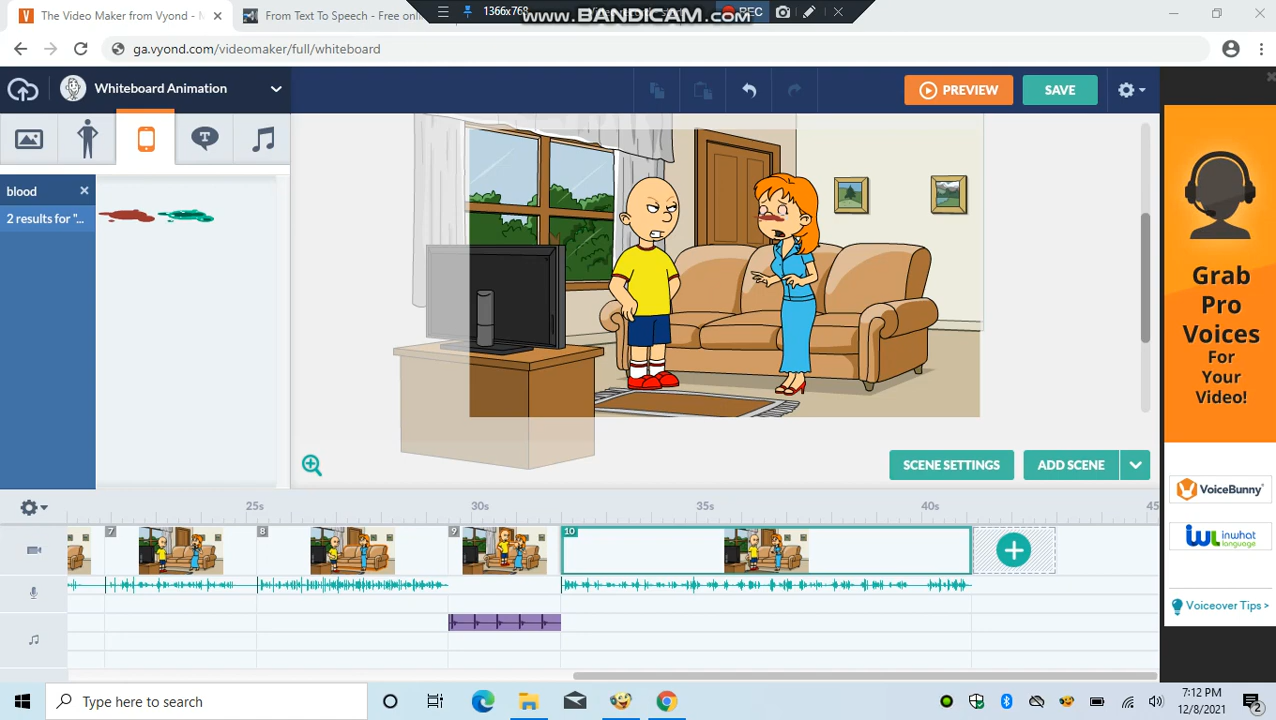 The Video Maker from Vyond - 
From Text To Speech - Free onl
1366x768
www.BANDICAM.com
REC
ga.vyond.com/videomaker/full/whiteboard
Whiteboard Animation
PREVIEW
SAVE
blood
2 results for "...
SCENE SETTINGS
ADD SCENE
Grab
Pro
Voices
For
Your
Video!
VoiceBunny
inwhat
language
Voiceover Tips >
25s
30s
35s
40s
45
7
8
9
10
Type here to search
7:12 PM
12/8/2021
2